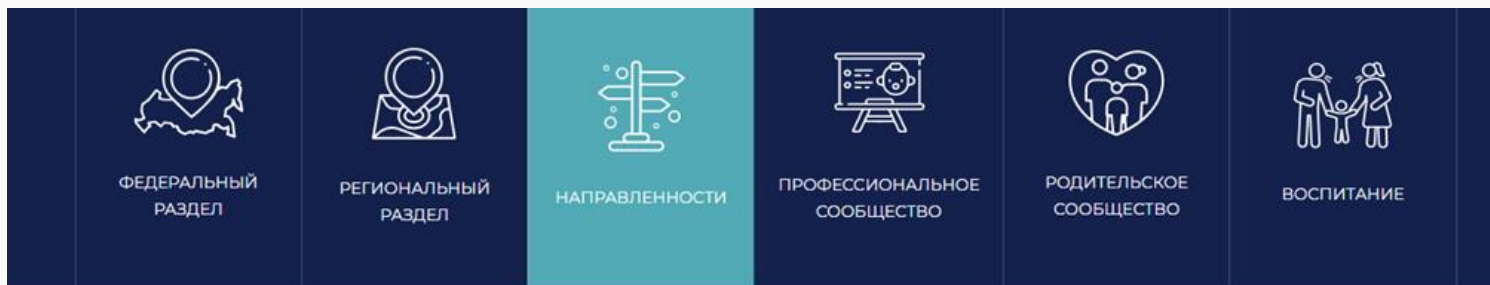 ФЕДЕРАЛЬНЫЙ
РАЗДЕЛ
РЕГИОНАЛЬНЫЙ
РАЗДЕЛ
НАПРАВЛЕННОСТИ
ПРОФЕССИОНАЛЬНОЕ
СООБЩЕСТВО
РОДИТЕЛЬСКОЕ
СООБЩЕСТВО
ВОСПИТАНИЕ